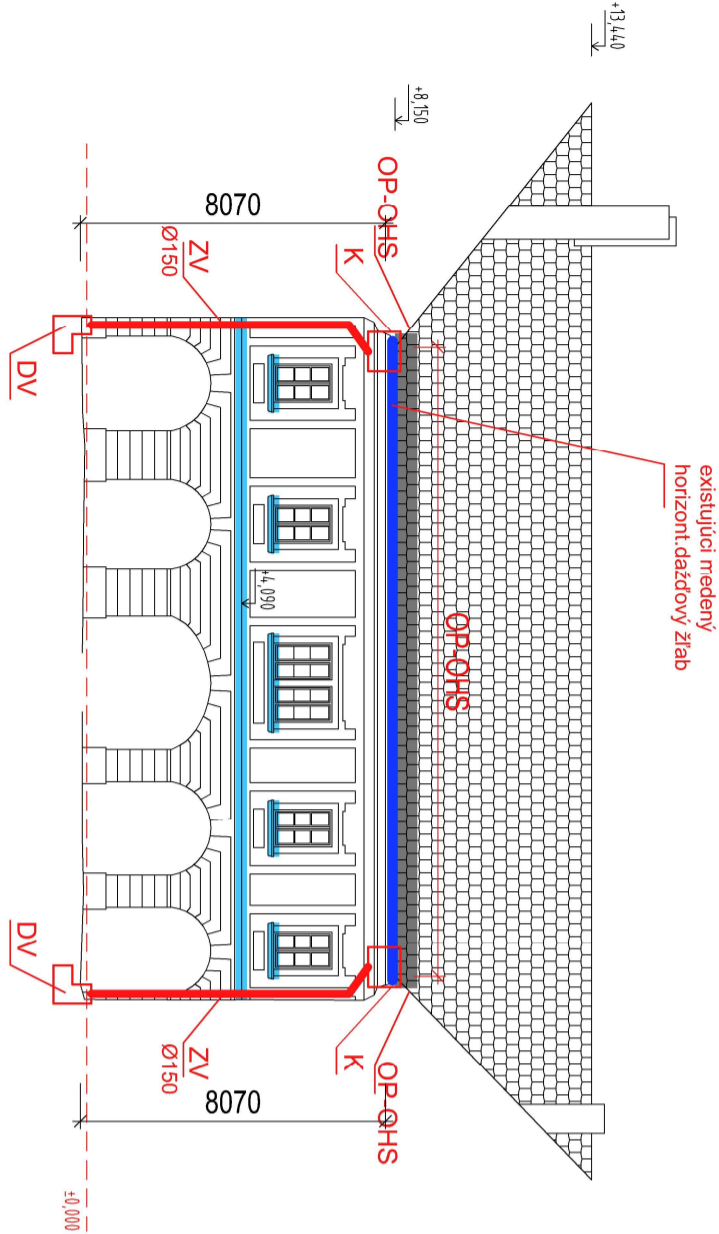 +13,440
+8,150
existujúci medený
horizont.dažďový žľab
OP-OHS
OP-OHS
OP-OHS
K
K
8070
8070
ZV
Ø150
ZV
Ø150
+4,090
DV
DV
±0,000